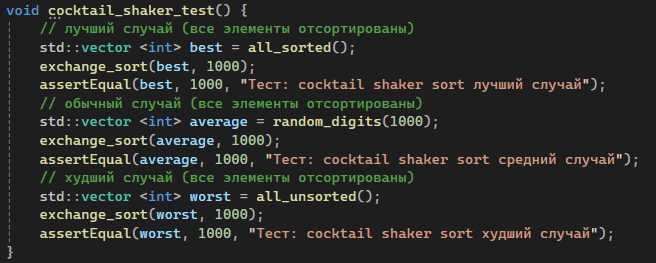 void cocktail_shaker_test() {
// лучший случай (все элементы отсортированы)
std::vector <int> best = all_sorted();
exchange_sort(best, 1000);
assertEqual(best, 1000, "Тест: cocktail shaker sort лучший случай");
// обычный случай (все элементы отсортированы)
std::vector <int> average = random_digits(1000);
exchange_sort(average, 1000);
assertEqual(average, 1000, "Тест: cocktail shaker sort средний случай");
// худший случай (все элементы отсортированы)
std::vector <int> worst = all_unsorted();
exchange_sort(worst, 1000);
assertEqual(worst, 1000, "Тест: cocktail shaker sort худший случай");
}